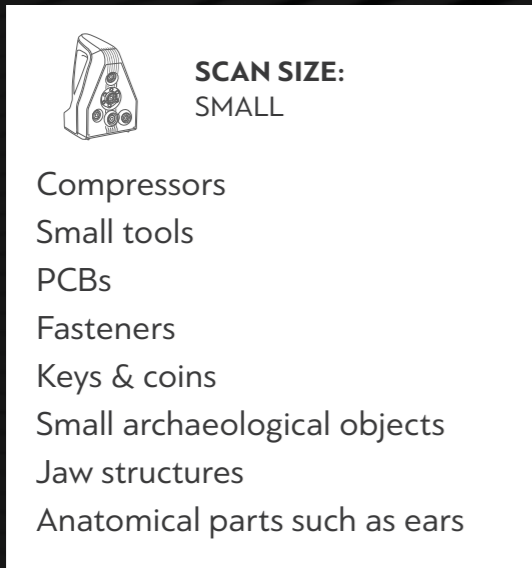 SCAN SIZE:
SMALL
Compressors
Small tools
PCBs
Fasteners
Keys & coins
Small archaeological objects
Jaw structures
Anatomical parts such as ears